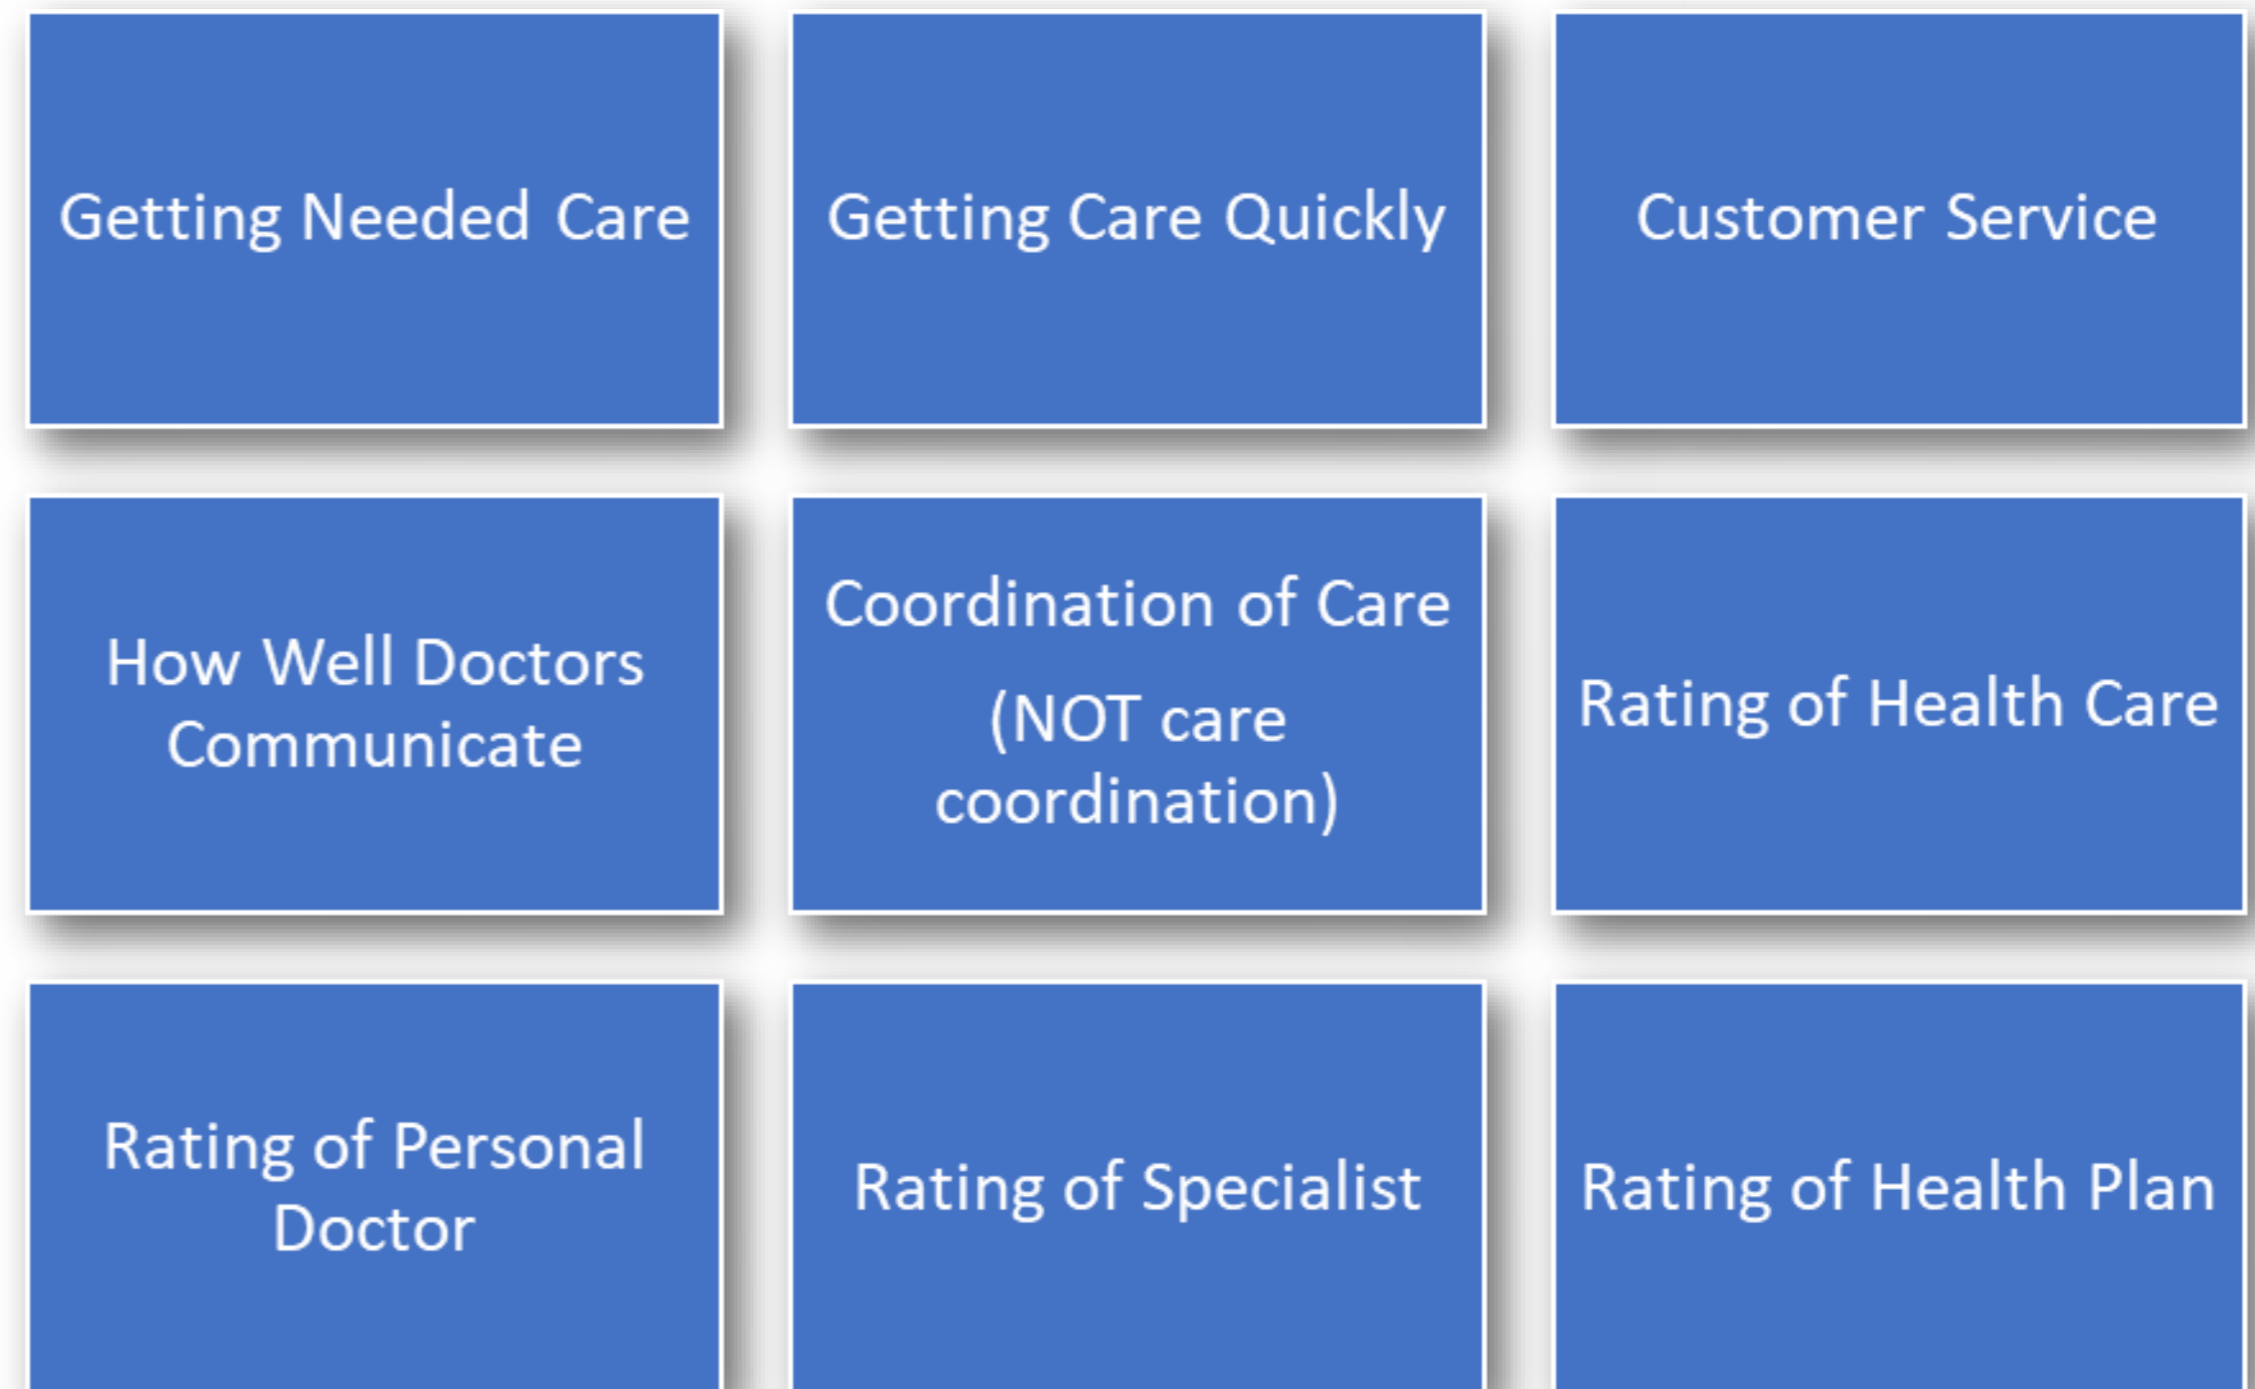 Getting Needed Care
Getting Care Quickly
Customer Service
How Well Doctors
Communicate
Coordination of Care
(NOT care
coordination)
Rating of Health Care
Rating of Personal
Doctor
Rating of Specialist
Rating of Health Plan